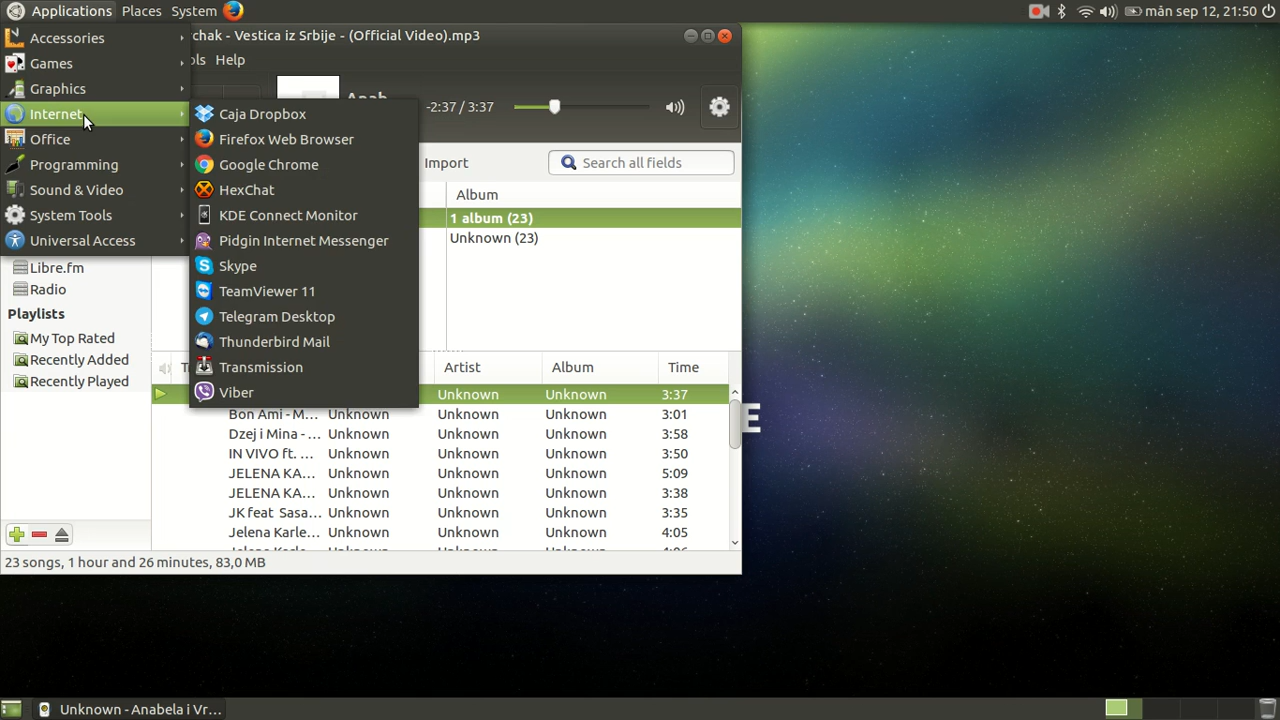 Applications Places System
mån sep 12, 21:50
rchak - Vestica iz Srbije - (Official Video).mp3
Accessories
Games
Graphics
Internet
Office
Programming
Sound & Video
System Tools
Universal Access
Help
-2:37 / 3:37
Caja Dropbox
Firefox Web Browser
Google Chrome
HexChat
KDE Connect Monitor
Pidgin Internet Messenger
Skype
TeamViewer 11
Telegram Desktop
Thunderbird Mail
Transmission
Viber
Import
Search all fields
Album
1 album (23)
Unknown (23)
Libre.fm
Radio
Playlists
My Top Rated
Recently Added
Recently Played
Artist Album Time
Unknown Unknown 3:37
Bon Ami - M... Unknown Unknown Unknown 3:01
Dzej i Mina - ... Unknown Unknown Unknown 3:58
IN VIVO ft. ... Unknown Unknown Unknown 3:50
JELENA KA... Unknown Unknown Unknown 5:09
JELENA KA... Unknown Unknown Unknown 3:38
JK feat Sasa... Unknown Unknown Unknown 3:35
Jelena Karle... Unknown Unknown Unknown 4:05
23 songs, 1 hour and 26 minutes, 83,0 MB
E
Unknown - Anabela i Vr...